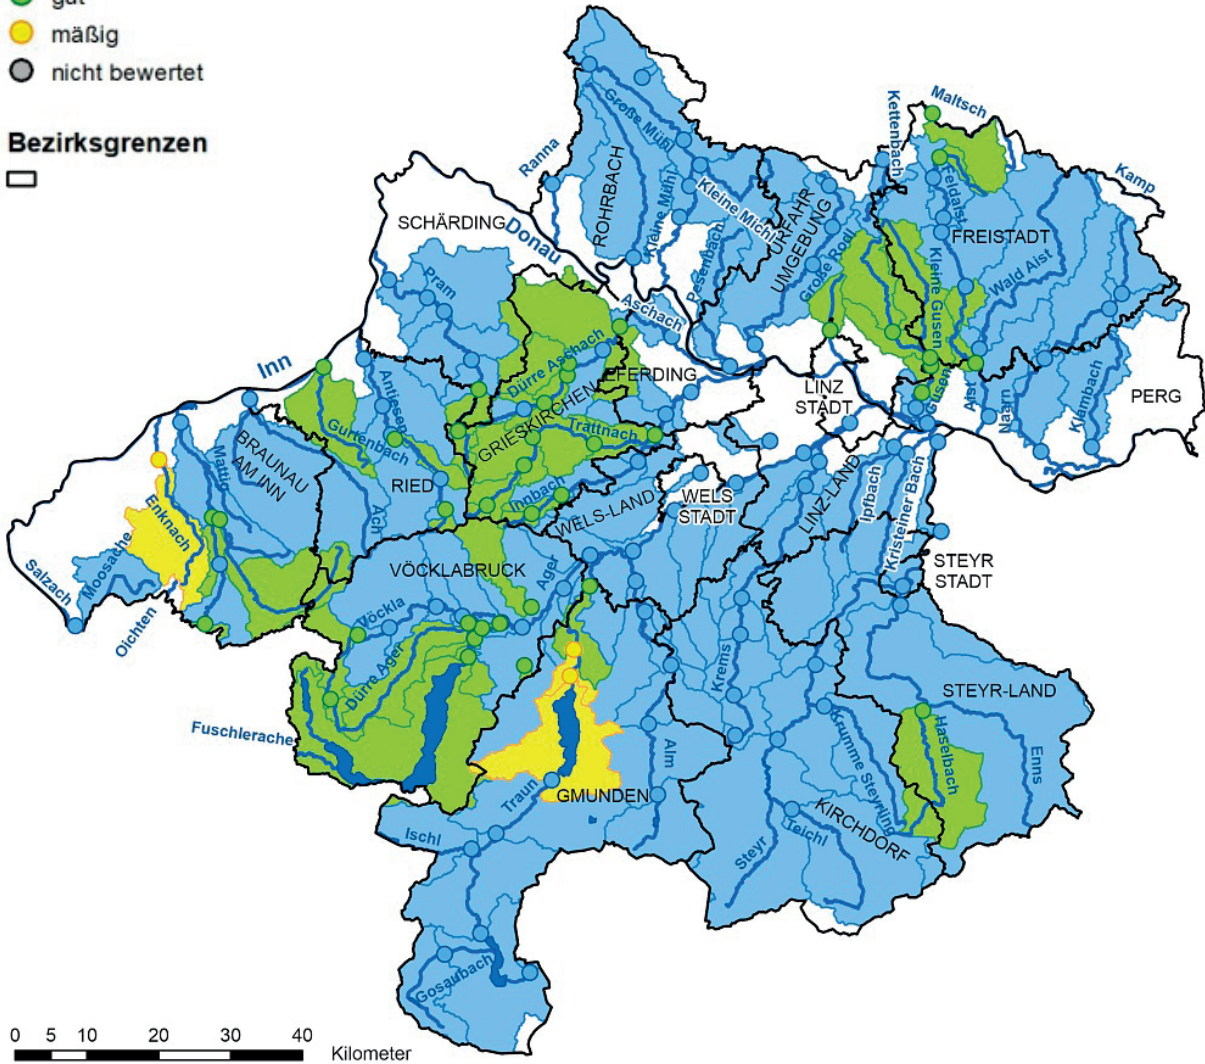 gut
mäßig
nicht bewertet
Bezirksgrenzen
Maltsch
Kettenbach
Große Mühl
Ranna
Kamp
ROHRBACH
Kleine Mühl
Kleine Michl
URFAHR
UMGEBUNG
Feldaist
SCHÄRDING
Donau
FREISTADT
Pesenbach
Große Rodl
Wald Aist
Kleine Gusen
Pram
Aschach
Inn
Dürre Aschach
EFERDING
LINZ
STADT
Gusen
Aist
Naarn
Klambach
PERG
Antiesen
GRIESKIRCHEN
Trattnach
Gurtenbach
BRAUNAU
AM INN
Mattig
RIED
Innbach
WELS-LAND
WELS
STADT
LINZ-LAND
Ipfbach
Kristeiner Bach
Enknach
Ach
Moosache
Salzach
Oichten
VÖCKLABRUCK
Ager
STEYR
STADT
Vöckla
Dürre Ager
Krems
STEYR-LAND
Fuschlerache
Alm
Krumme Steyrling
Haselbach
Enns
Traun
GMUNDEN
KIRCHDORF
Ischl
Steyr
Teichl
Gosaubach
0 5 10 20 30 40
Kilometer